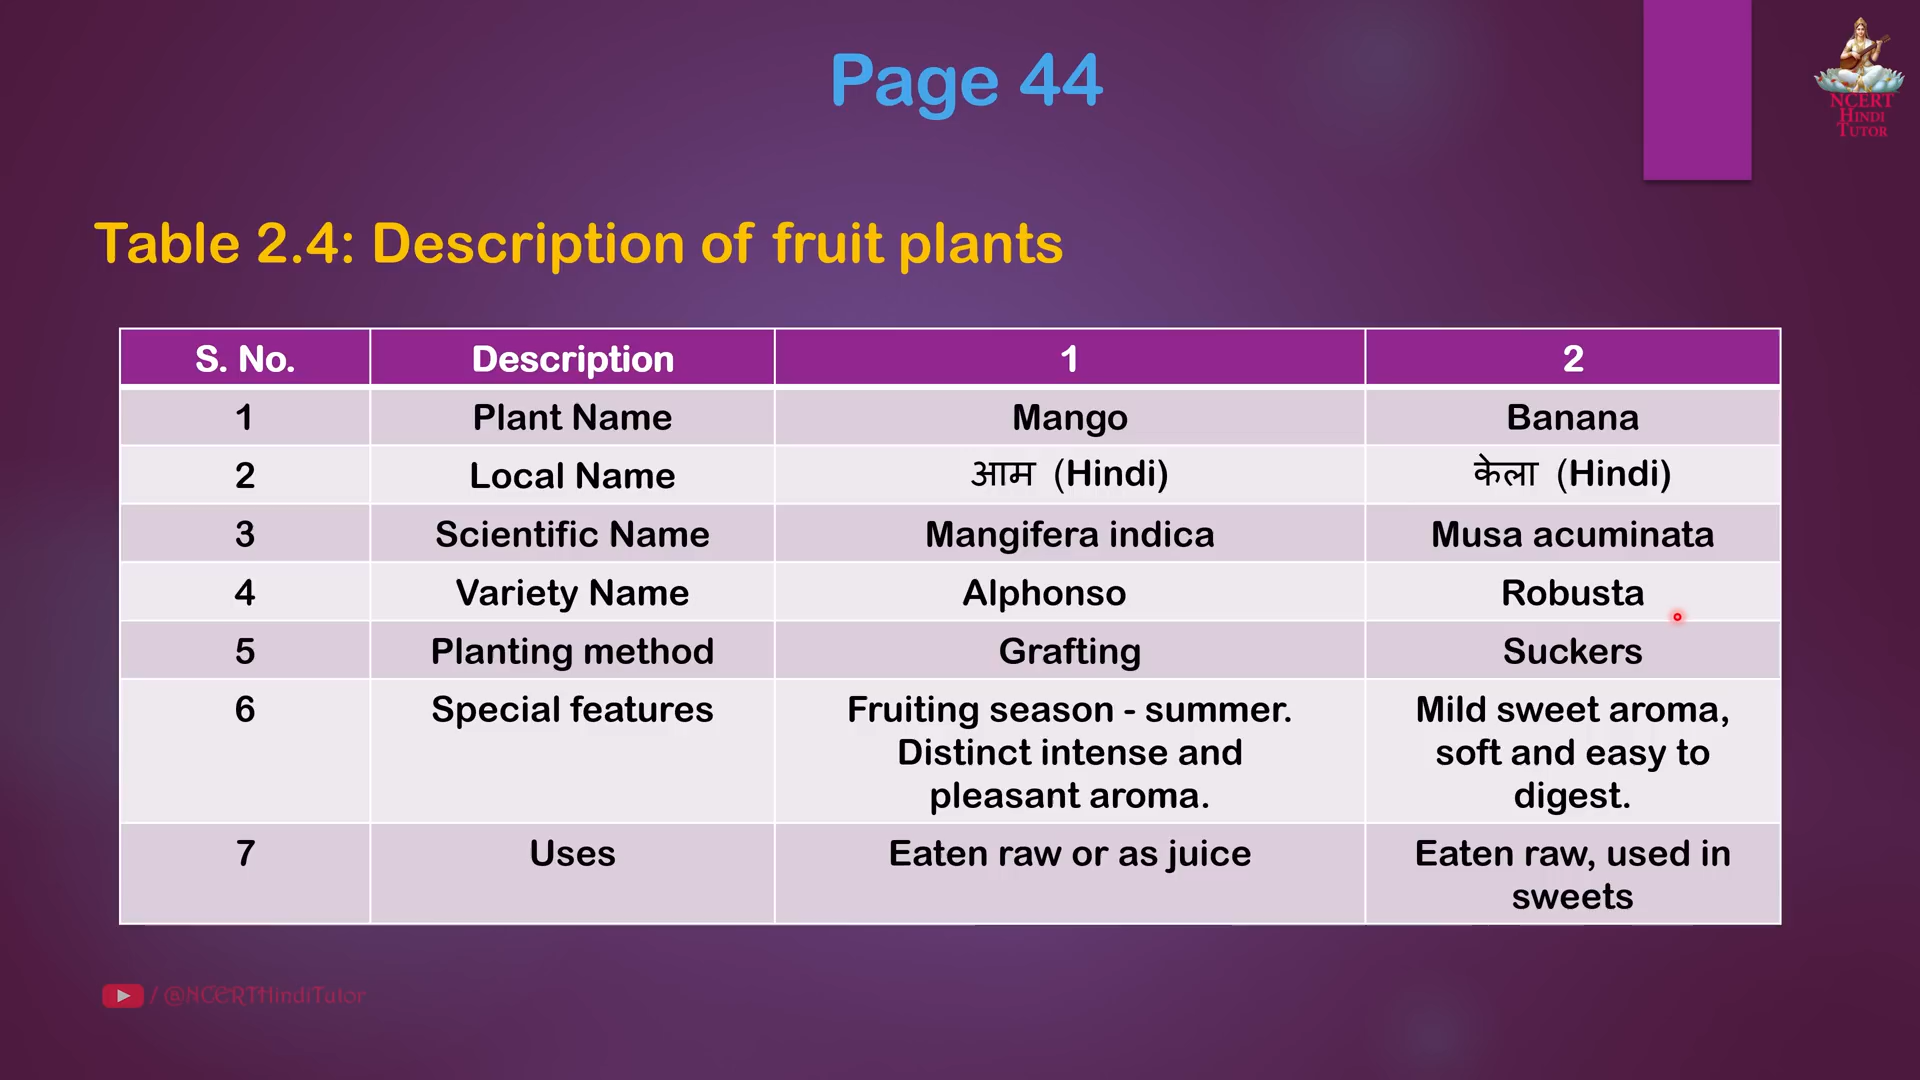 Page 44
NCERT
HINDI
TUTOR
Table 2.4: Description of fruit plants
S. No. Description 1 2
1 Plant Name Mango Banana
2 Local Name आम (Hindi) केला (Hindi)
3 Scientific Name Mangifera indica Musa acuminata
4 Variety Name Alphonso Robusta
5 Planting method Grafting Suckers
6 Special features Fruiting season - summer. Mild sweet aroma,
Distinct intense and soft and easy to
pleasant aroma. digest.
7 Uses Eaten raw or as juice Eaten raw, used in
sweets
/ @NCERTHindiTutor